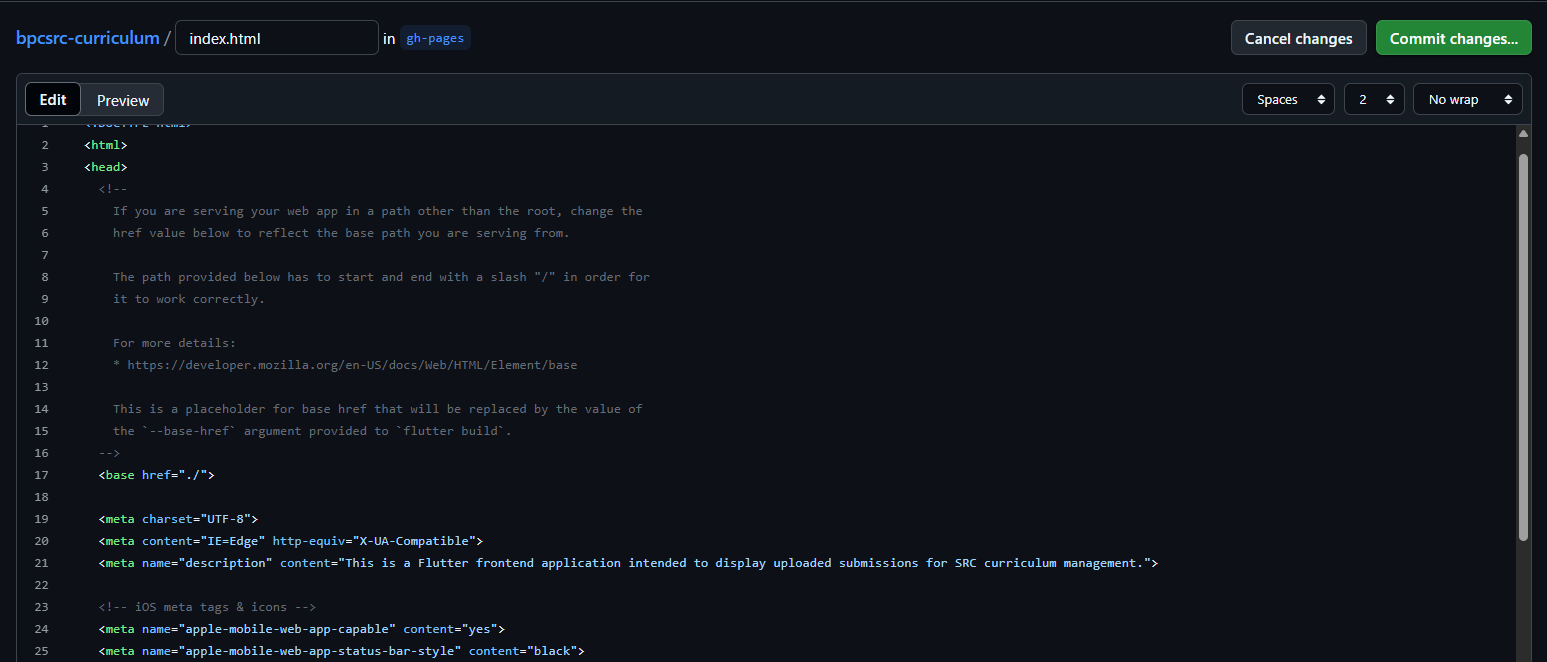 bpcsrc-curriculum / index.html in gh-pages Cancel changes Commit changes...
Edit Preview Spaces 2 No wrap
1 <!DOCTYPE html>
2 <html>
3 <head>
4 <!--
5 If you are serving your web app in a path other than the root, change the
6 href value below to reflect the base path you are serving from.
7
8 The path provided below has to start and end with a slash "/" in order for
9 it to work correctly.
10
11 For more details:
12 * https://developer.mozilla.org/en-US/docs/Web/HTML/Element/base
13
14 This is a placeholder for base href that will be replaced by the value of
15 the `--base-href` argument provided to `flutter build`.
16 -->
17 <base href="./">
18
19 <meta charset="UTF-8">
20 <meta content="IE=Edge" http-equiv="X-UA-Compatible">
21 <meta name="description" content="This is a Flutter frontend application intended to display uploaded submissions for SRC curriculum management.">
22
23 <!-- iOS meta tags & icons -->
24 <meta name="apple-mobile-web-app-capable" content="yes">
25 <meta name="apple-mobile-web-app-status-bar-style" content="black">